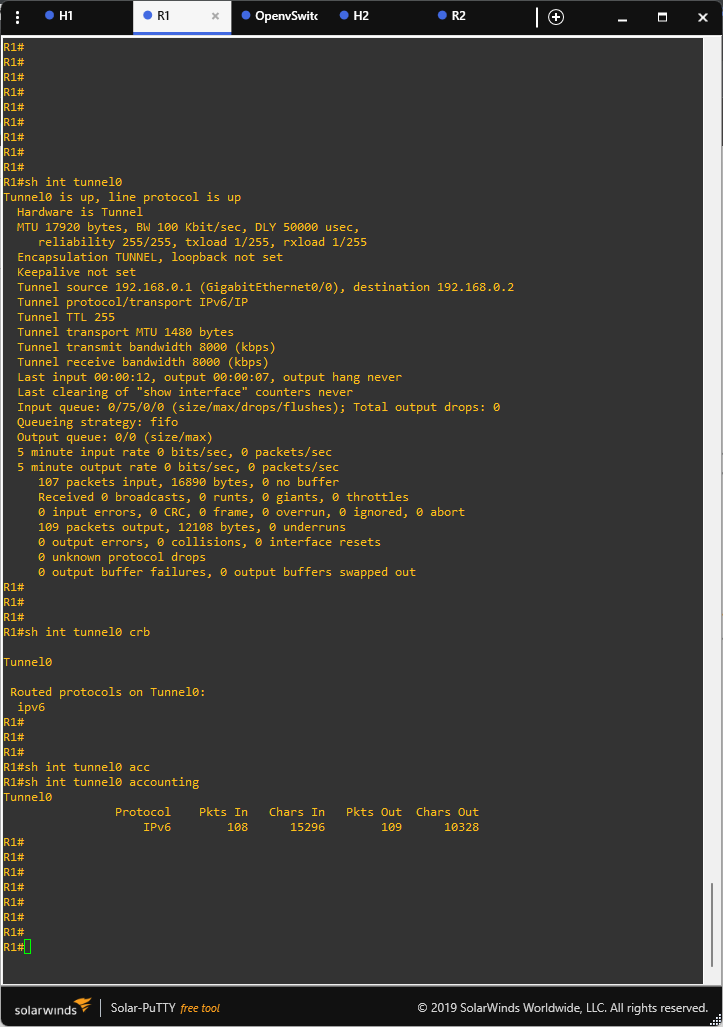 H1
R1
OpenvSwitc
H2
R2
R1#
R1#
R1#
R1#
R1#
R1#
R1#
R1#
R1#
R1#sh int tunnel0
Tunnel0 is up, line protocol is up
Hardware is Tunnel
MTU 17920 bytes, BW 100 Kbit/sec, DLY 50000 usec,
reliability 255/255, txload 1/255, rxload 1/255
Encapsulation TUNNEL, loopback not set
Keepalive not set
Tunnel source 192.168.0.1 (GigabitEthernet0/0), destination 192.168.0.2
Tunnel protocol/transport IPv6/IP
Tunnel TTL 255
Tunnel transport MTU 1480 bytes
Tunnel transmit bandwidth 8000 (kbps)
Tunnel receive bandwidth 8000 (kbps)
Last input 00:00:12, output 00:00:07, output hang never
Last clearing of "show interface" counters never
Input queue: 0/75/0/0 (size/max/drops/flushes); Total output drops: 0
Queueing strategy: fifo
Output queue: 0/0 (size/max)
5 minute input rate 0 bits/sec, 0 packets/sec
5 minute output rate 0 bits/sec, 0 packets/sec
107 packets input, 16890 bytes, 0 no buffer
Received 0 broadcasts, 0 runts, 0 giants, 0 throttles
0 input errors, 0 CRC, 0 frame, 0 overrun, 0 ignored, 0 abort
109 packets output, 12108 bytes, 0 underruns
0 output errors, 0 collisions, 0 interface resets
0 unknown protocol drops
0 output buffer failures, 0 output buffers swapped out
R1#
R1#
R1#
R1#sh int tunnel0 crb
Tunnel0
Routed protocols on Tunnel0:
ipv6
R1#
R1#
R1#
R1#sh int tunnel0 acc
R1#sh int tunnel0 accounting
Tunnel0
Protocol Pkts In Chars In Pkts Out Chars Out
IPv6 108 15296 109 10328
R1#
R1#
R1#
R1#
R1#
R1#
R1#
R1#
solarwinds Solar-PuTTY free tool © 2019 SolarWinds Worldwide, LLC. All rights reserved.